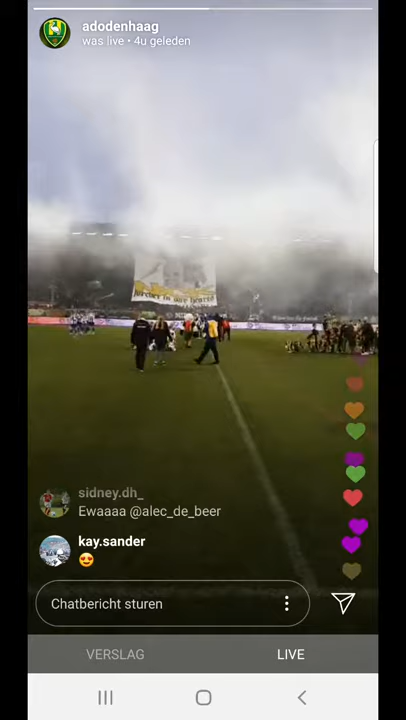 adodenhaag
was live • 4u geleden
sidney.dh_
Ewaaaa @alec_de_beer
kay.sander
😍
Chatbericht sturen
VERSLAG
LIVE